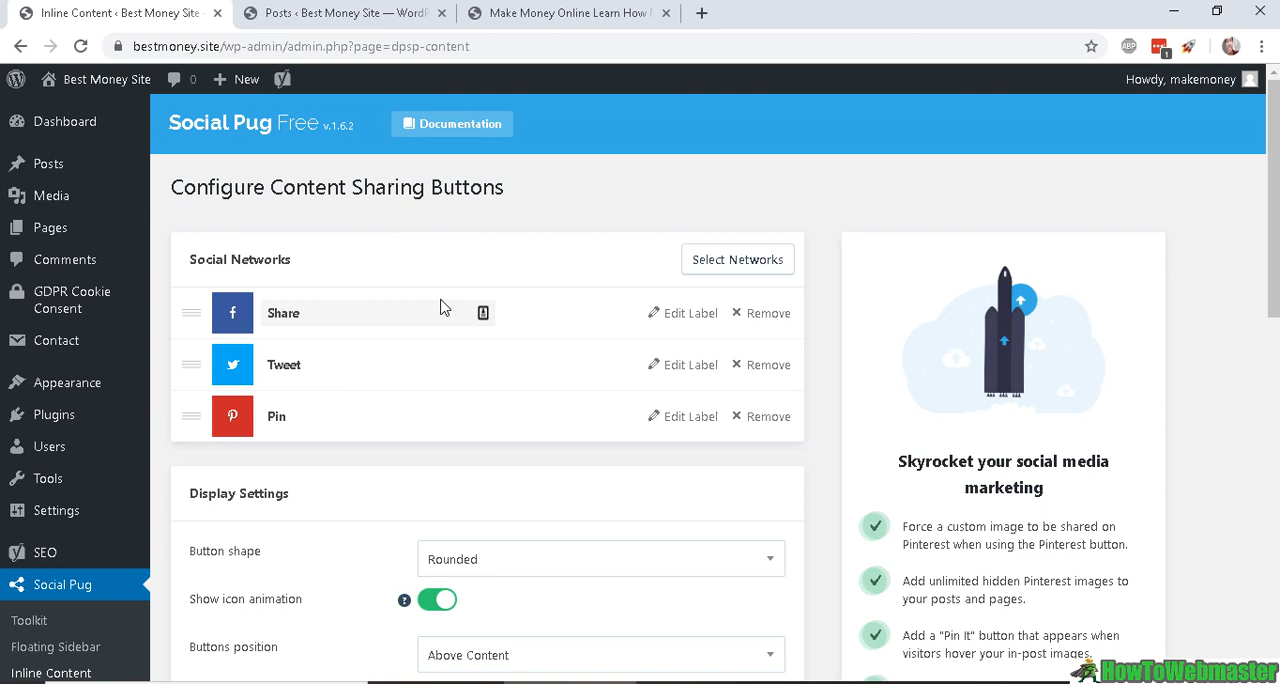 Inline Content ‹ Best Money Site -
Posts ‹ Best Money Site — WordP
Make Money Online Learn How
bestmoney.site/wp-admin/admin.php?page=dpsp-content
ABP
1
Best Money Site
0
New
Howdy, makemoney
Dashboard
Posts
Media
Pages
Comments
GDPR Cookie
Consent
Contact
Appearance
Plugins
Users
Tools
Settings
SEO
Social Pug
Toolkit
Floating Sidebar
Inline Content
Social Pug Free v.1.6.2
Documentation
Configure Content Sharing Buttons
Social Networks
Select Networks
Share
Edit Label
Remove
Tweet
Edit Label
Remove
Pin
Edit Label
Remove
Display Settings
Button shape
Rounded
Show icon animation
Buttons position
Above Content
Skyrocket your social media
marketing
Force a custom image to be shared on
Pinterest when using the Pinterest button.
Add unlimited hidden Pinterest images to
your posts and pages.
Add a "Pin It" button that appears when
visitors hover your in-post images.
HowToWebmaster